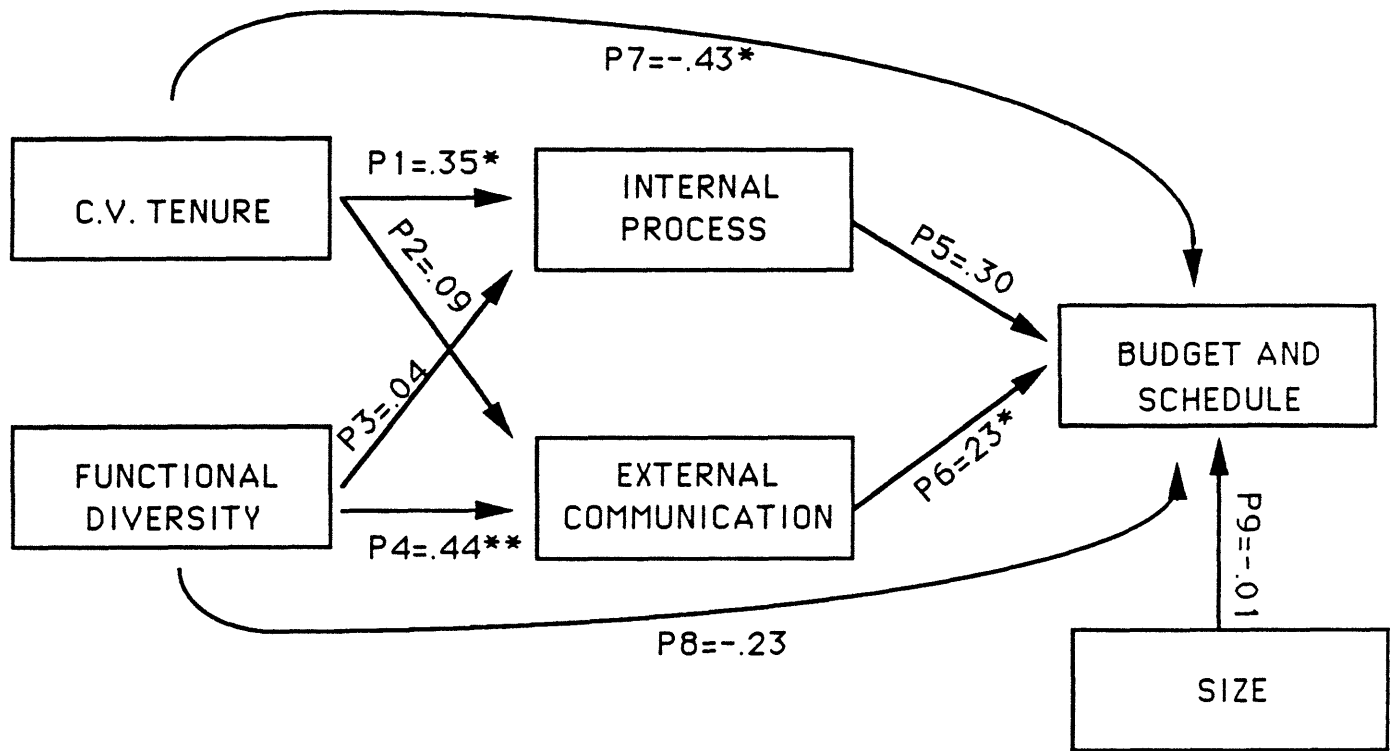 P7=-.43*
C.V. TENURE
P1=.35*
INTERNAL
PROCESS
P2=.09
P5=.30
BUDGET AND
SCHEDULE
P3=.04
FUNCTIONAL
DIVERSITY
P4=.44**
EXTERNAL
COMMUNICATION
P6=23*
P9=-.01
P8=-.23
SIZE